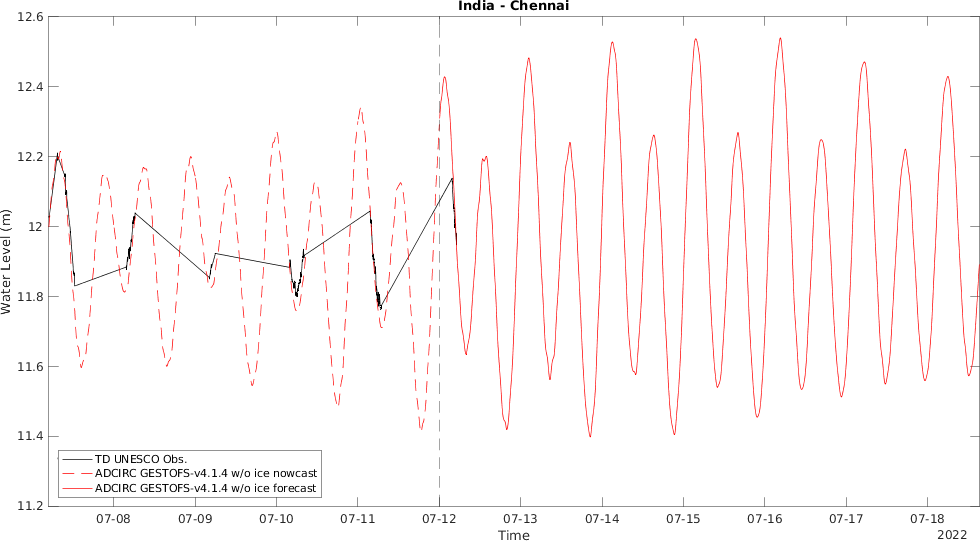 India - Chennai
12.6
12.4
12.2
12
11.8
11.6
11.4
11.2
Water Level (m)
TD UNESCO Obs.
ADCIRC GESTOFS-v4.1.4 w/o ice nowcast
ADCIRC GESTOFS-v4.1.4 w/o ice forecast
07-08 07-09 07-10 07-11 07-12 07-13 07-14 07-15 07-16 07-17 07-18
Time
2022